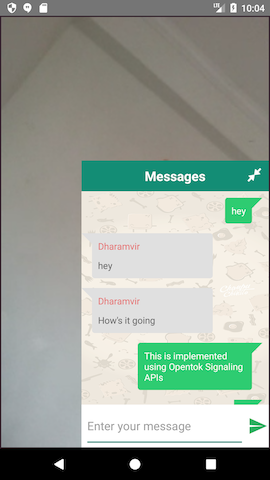 10:04
Messages
hey
Dharamvir
hey
Dharamvir
How's it going
This is implemented
using Opentok Signaling
APIs
Enter your message